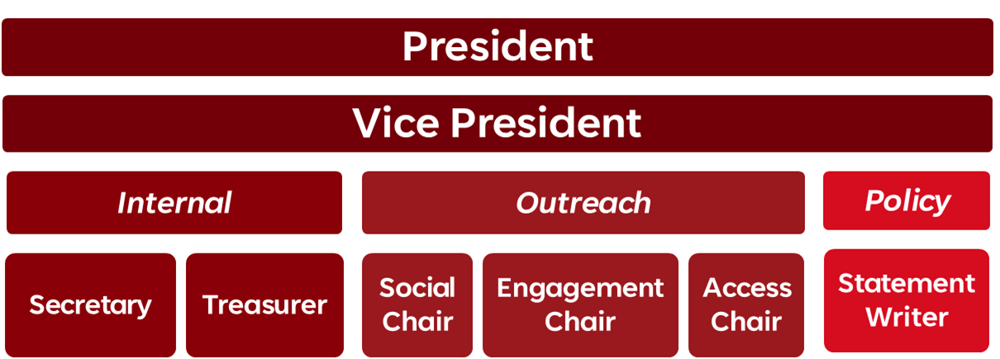 President
Vice President
Internal
Outreach
Policy
Secretary
Treasurer
Social
Chair
Engagement
Chair
Access
Chair
Statement
Writer